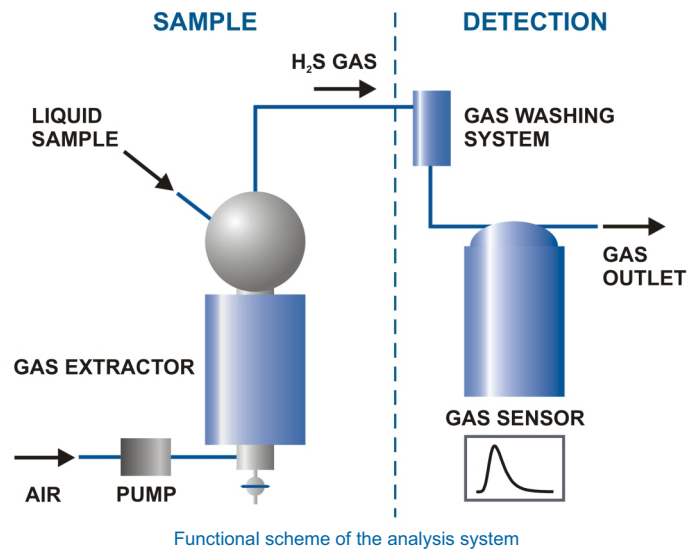 SAMPLE
DETECTION
H₂S GAS
LIQUID
SAMPLE
GAS WASHING
SYSTEM
GAS
OUTLET
GAS EXTRACTOR
GAS SENSOR
AIR
PUMP
Functional scheme of the analysis system